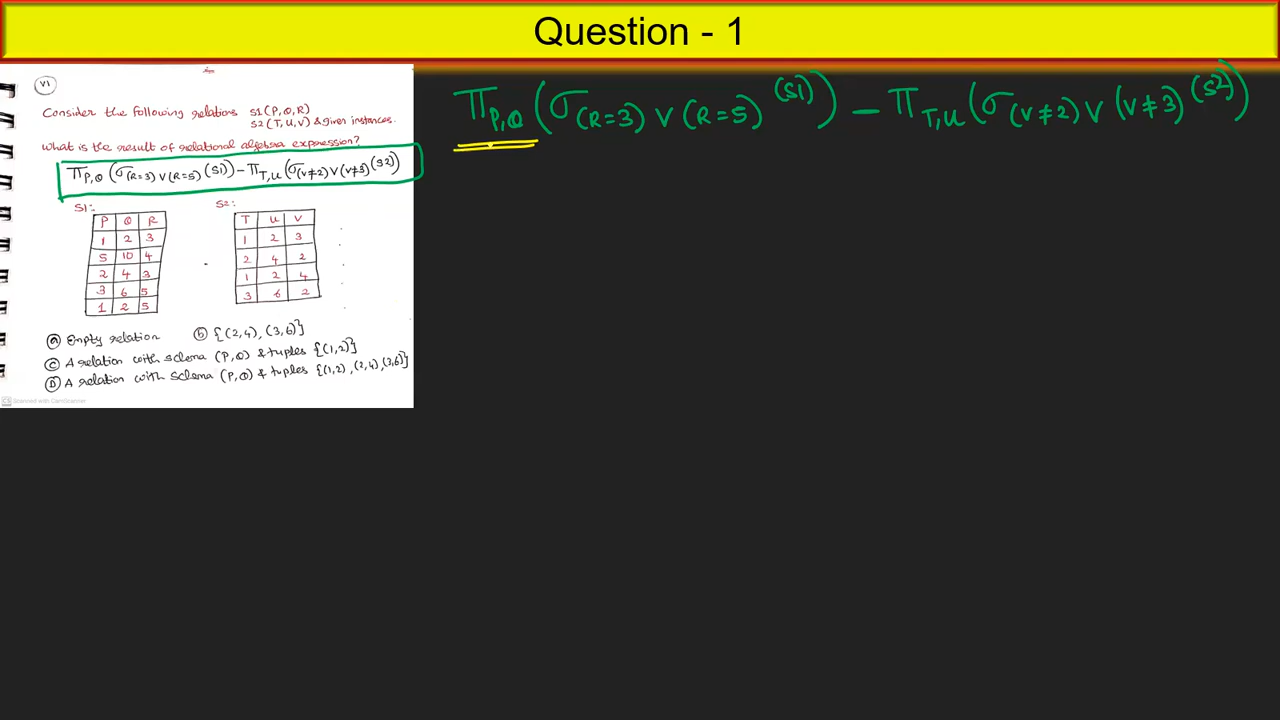 Question - 1
VI
Consider the following relations S1(P,Q,R)
S2(T,U,V) & given instances.
What is the result of relational algebra expression?
π P,Q (σ (R=3) ∨ (R=5) (S1)) - π T,U (σ (V≠2) ∨ (V≠3) (S2))
S1:
P Q R
1 2 3
5 10 4
2 4 3
3 6 5
1 2 5
S2:
T U V
1 2 3
2 4 2
1 2 4
3 6 2
(a) Empty relation (b) {(2,4), (3,6)}
(C) A relation with schema (P,Q) & tuples {(1,2)}
(D) A relation with schema (P,Q) & tuples {(1,2), (2,4), (3,6)}
CS Scanned with CamScanner
π P,Q (σ (R=3) ∨ (R=5) (S1)) - π T,U (σ (V≠2) ∨ (V≠3) (S2))